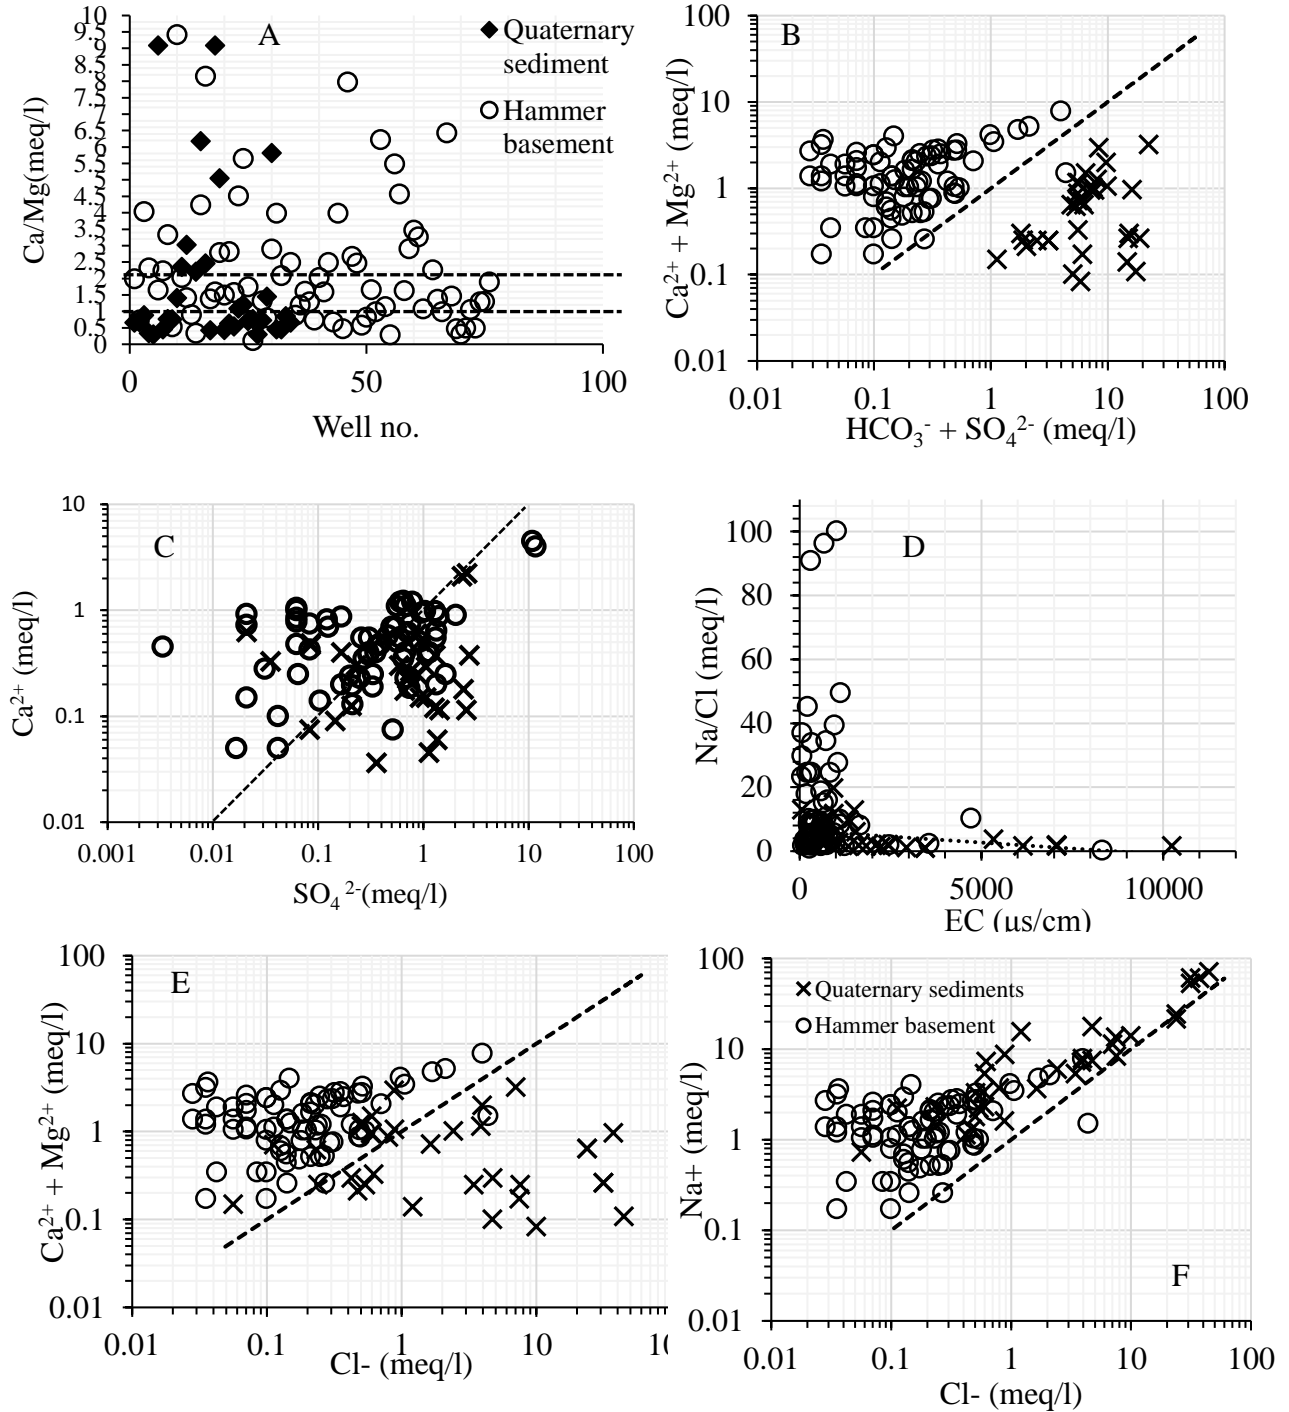 A
Ca/Mg(meq/l)
10
9.5
9
8.5
8
7.5
7
6.5
6
5.5
5
4.5
4
3.5
3
2.5
2
1.5
1
0.5
0
0 50 100
Well no.
Quaternary
sediment
Hammer
basement
B
Ca²⁺ + Mg²⁺ (meq/l)
100
10
1
0.1
0.01
0.01 0.1 1 10 100
HCO₃⁻ + SO₄²⁻ (meq/l)
C
Ca²⁺ (meq/l)
10
1
0.1
0.01
0.001 0.01 0.1 1 10 100
SO₄ ²⁻(meq/l)
D
Na/Cl (meq/l)
100
80
60
40
20
0
0 5000 10000
EC (µs/cm)
E
Ca²⁺ + Mg²⁺ (meq/l)
100
10
1
0.1
0.01
0.01 0.1 1 10
Cl- (meq/l)
Quaternary sediments
Hammer basement
F
Na+ (meq/l)
100
10
1
0.1
0.01
0.01 0.1 1 10 100
Cl- (meq/l)